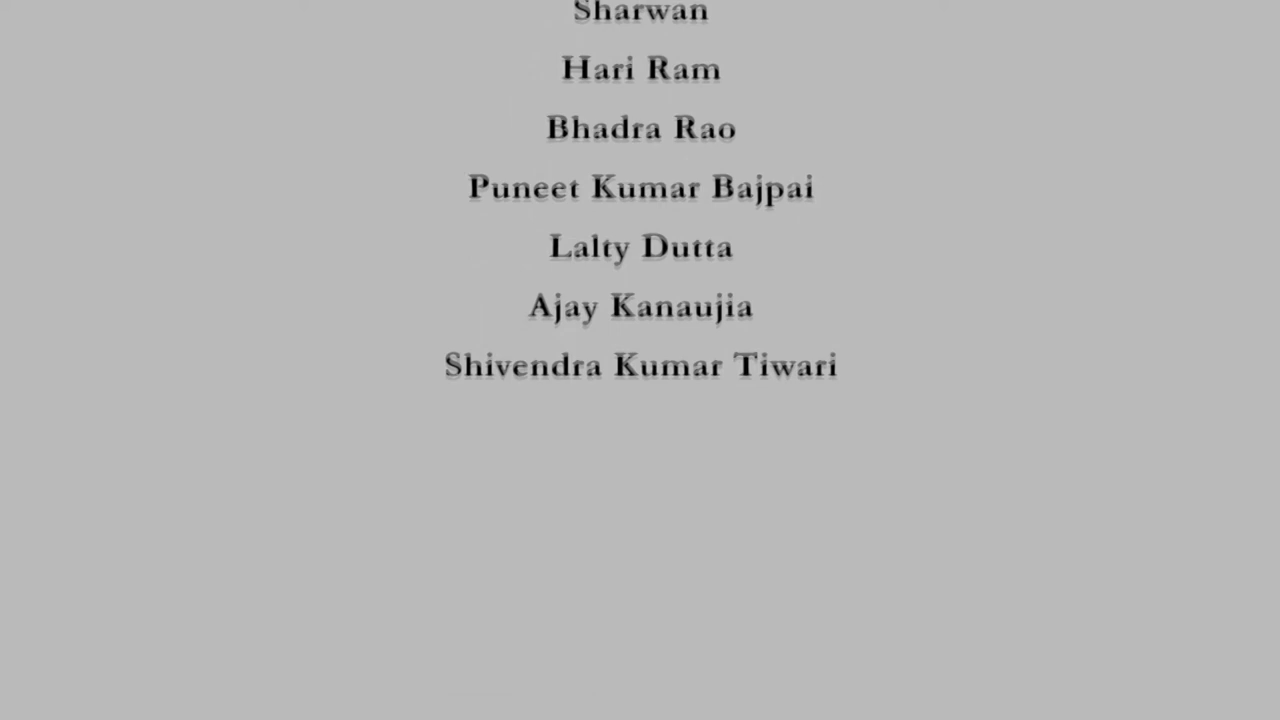 Sharwan
Hari Ram
Bhadra Rao
Puneet Kumar Bajpai
Lalty Dutta
Ajay Kanaujia
Shivendra Kumar Tiwari